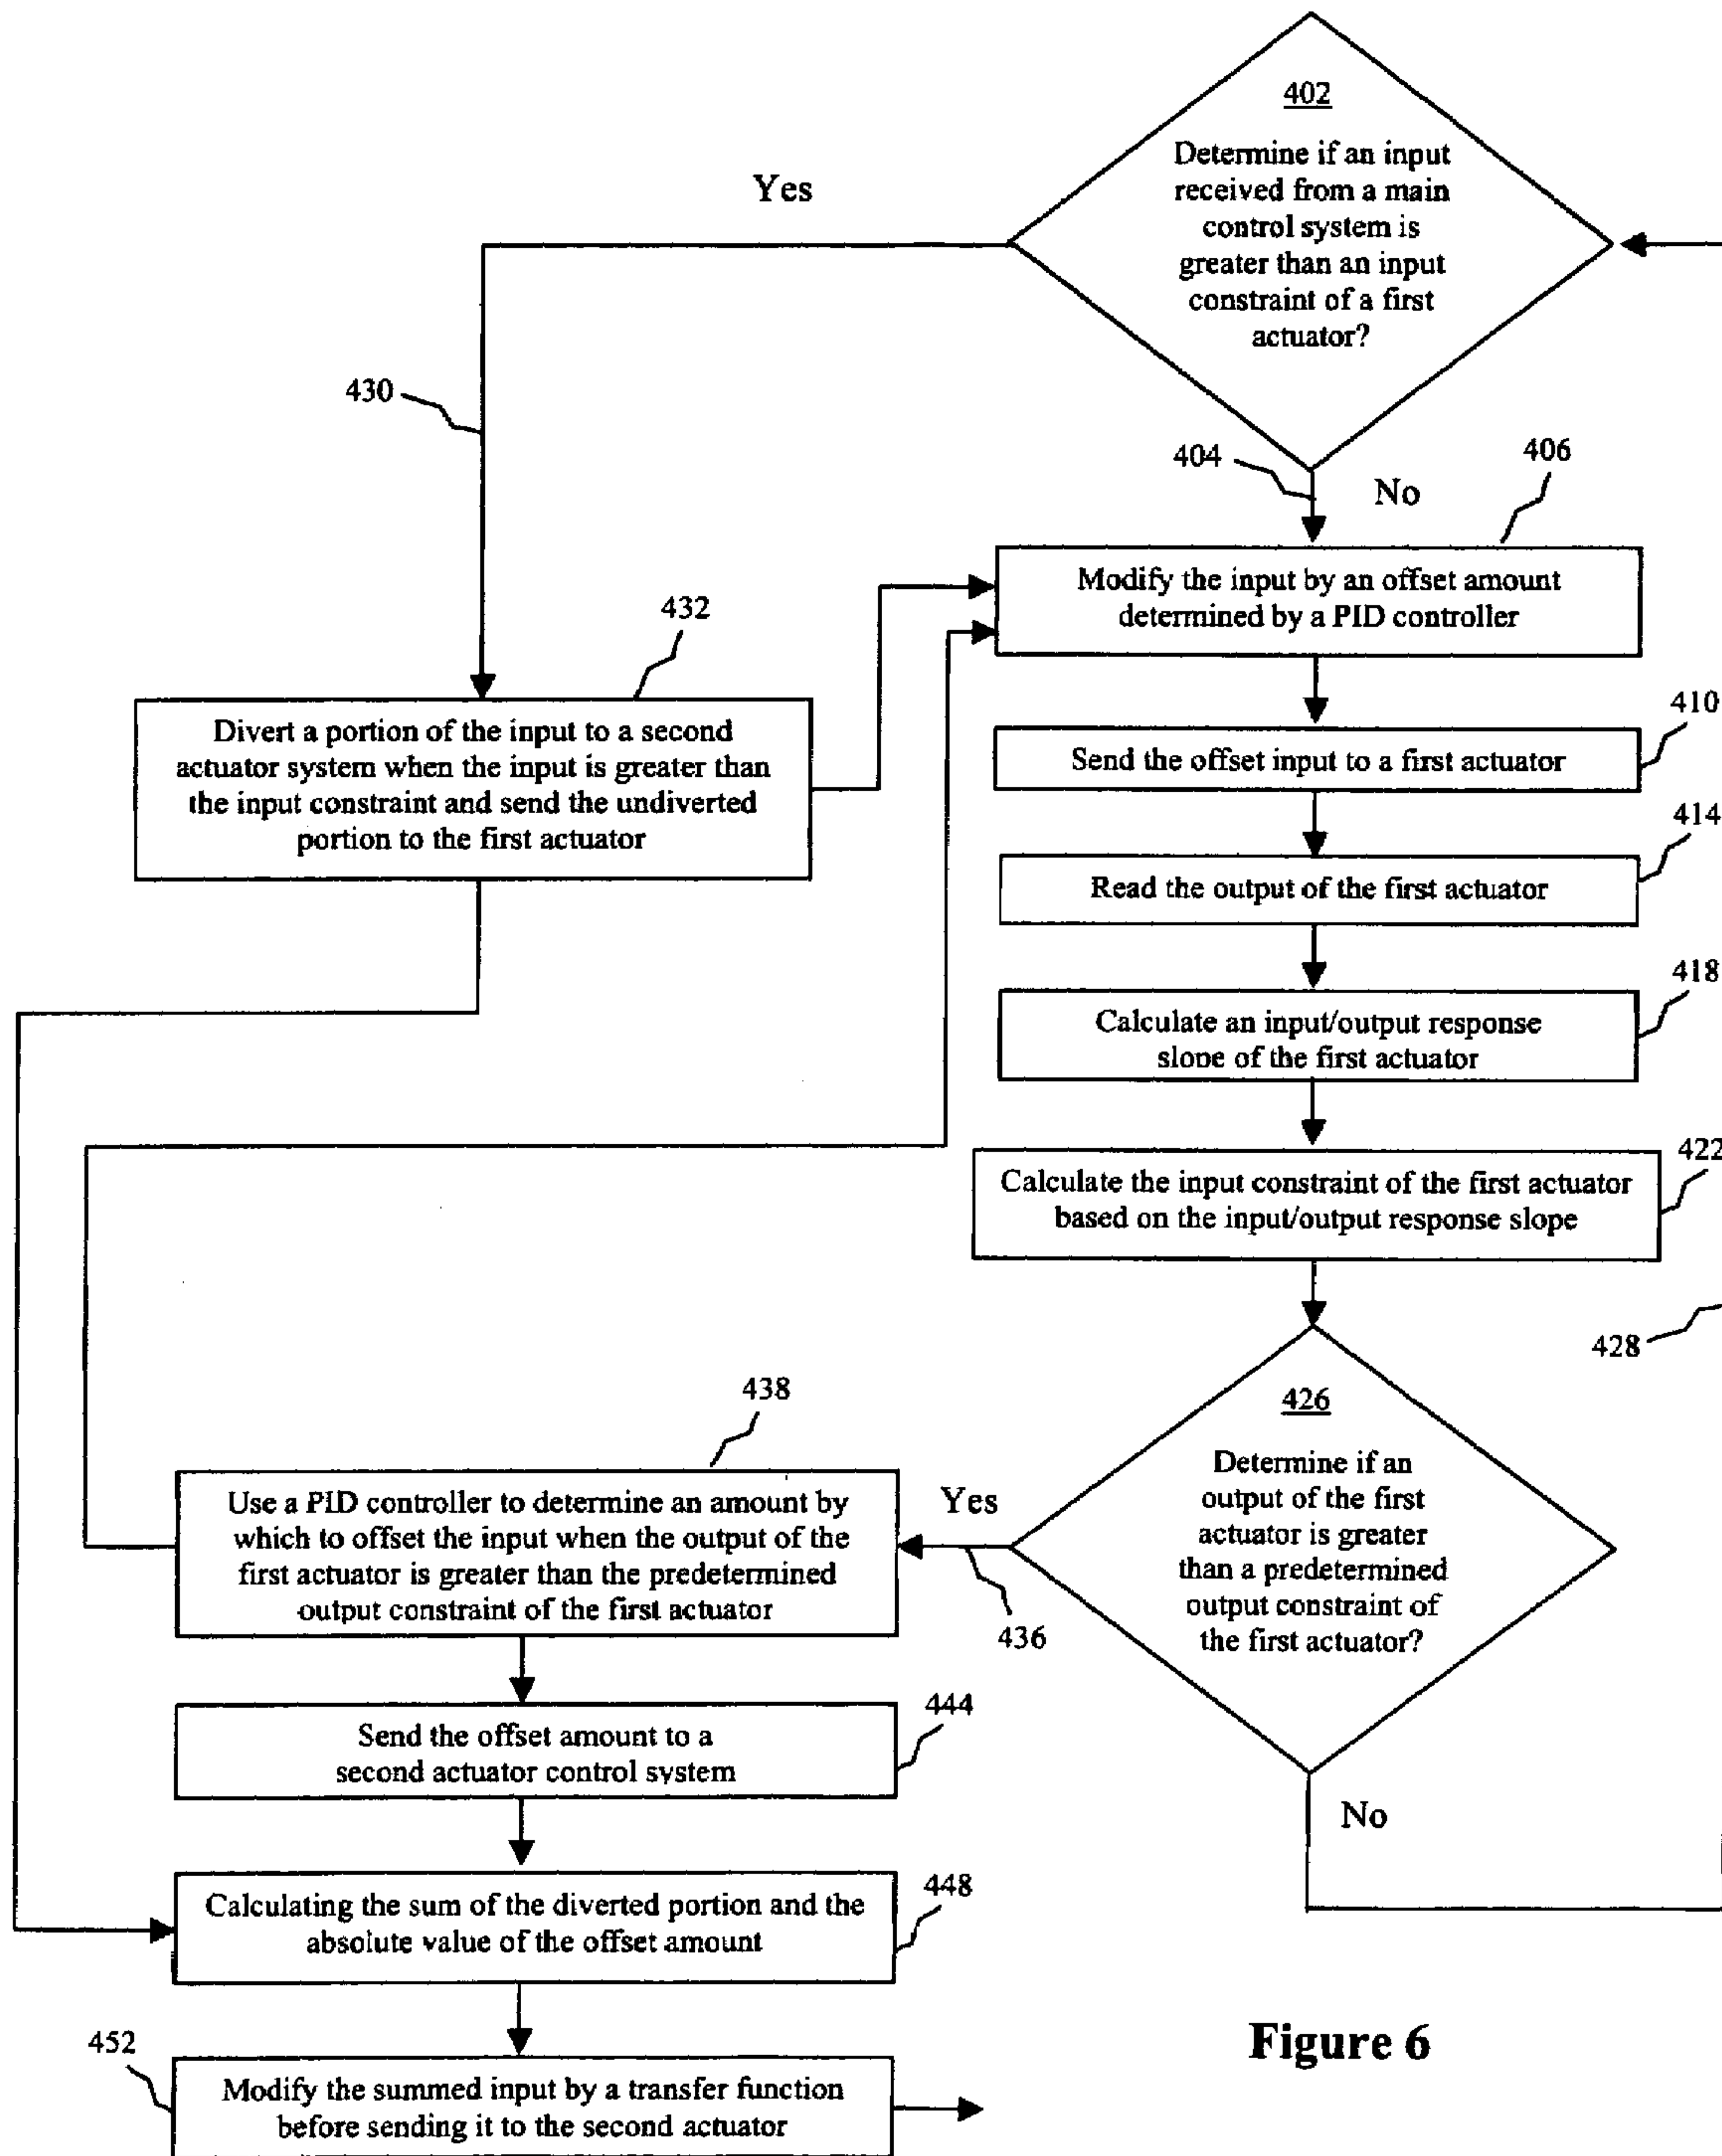 402
Determine if an input
received from a main
control system is
greater than an input
constraint of a first
actuator?
Yes
430
404
No
406
Modify the input by an offset amount
determined by a PID controller
432
Divert a portion of the input to a second
actuator system when the input is greater than
the input constraint and send the undiverted
portion to the first actuator
410
Send the offset input to a first actuator
414
Read the output of the first actuator
418
Calculate an input/output response
slope of the first actuator
422
Calculate the input constraint of the first actuator
based on the input/output response slope
428
426
Determine if an
output of the first
actuator is greater
than a predetermined
output constraint of
the first actuator?
Yes
436
No
438
Use a PID controller to determine an amount by
which to offset the input when the output of the
first actuator is greater than the predetermined
output constraint of the first actuator
444
Send the offset amount to a
second actuator control system
448
Calculating the sum of the diverted portion and the
absolute value of the offset amount
452
Modify the summed input by a transfer function
before sending it to the second actuator
Figure 6